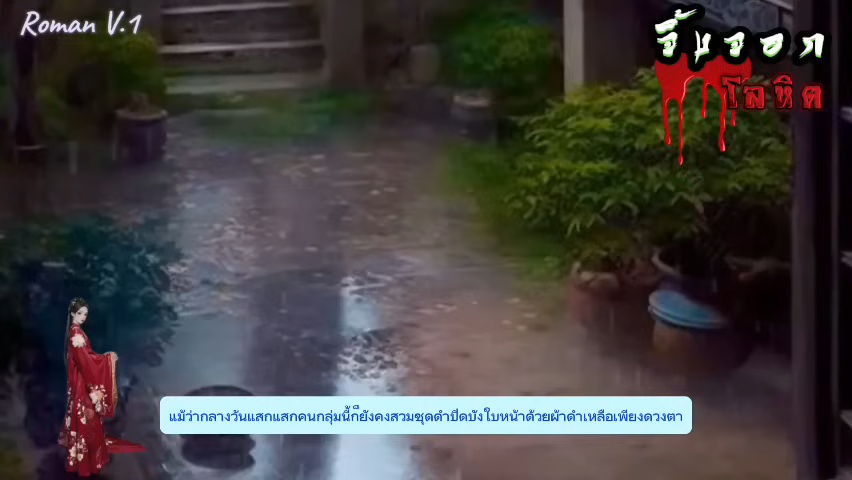 Roman V.1
จิ้งจอก
โลหิต
แม้ว่ากลางวันแสกแสกคนกลุ่มนี้ก็ยังคงสวมชุดดำปิดบังใบหน้าด้วยผ้าดำเหลือเพียงดวงตา